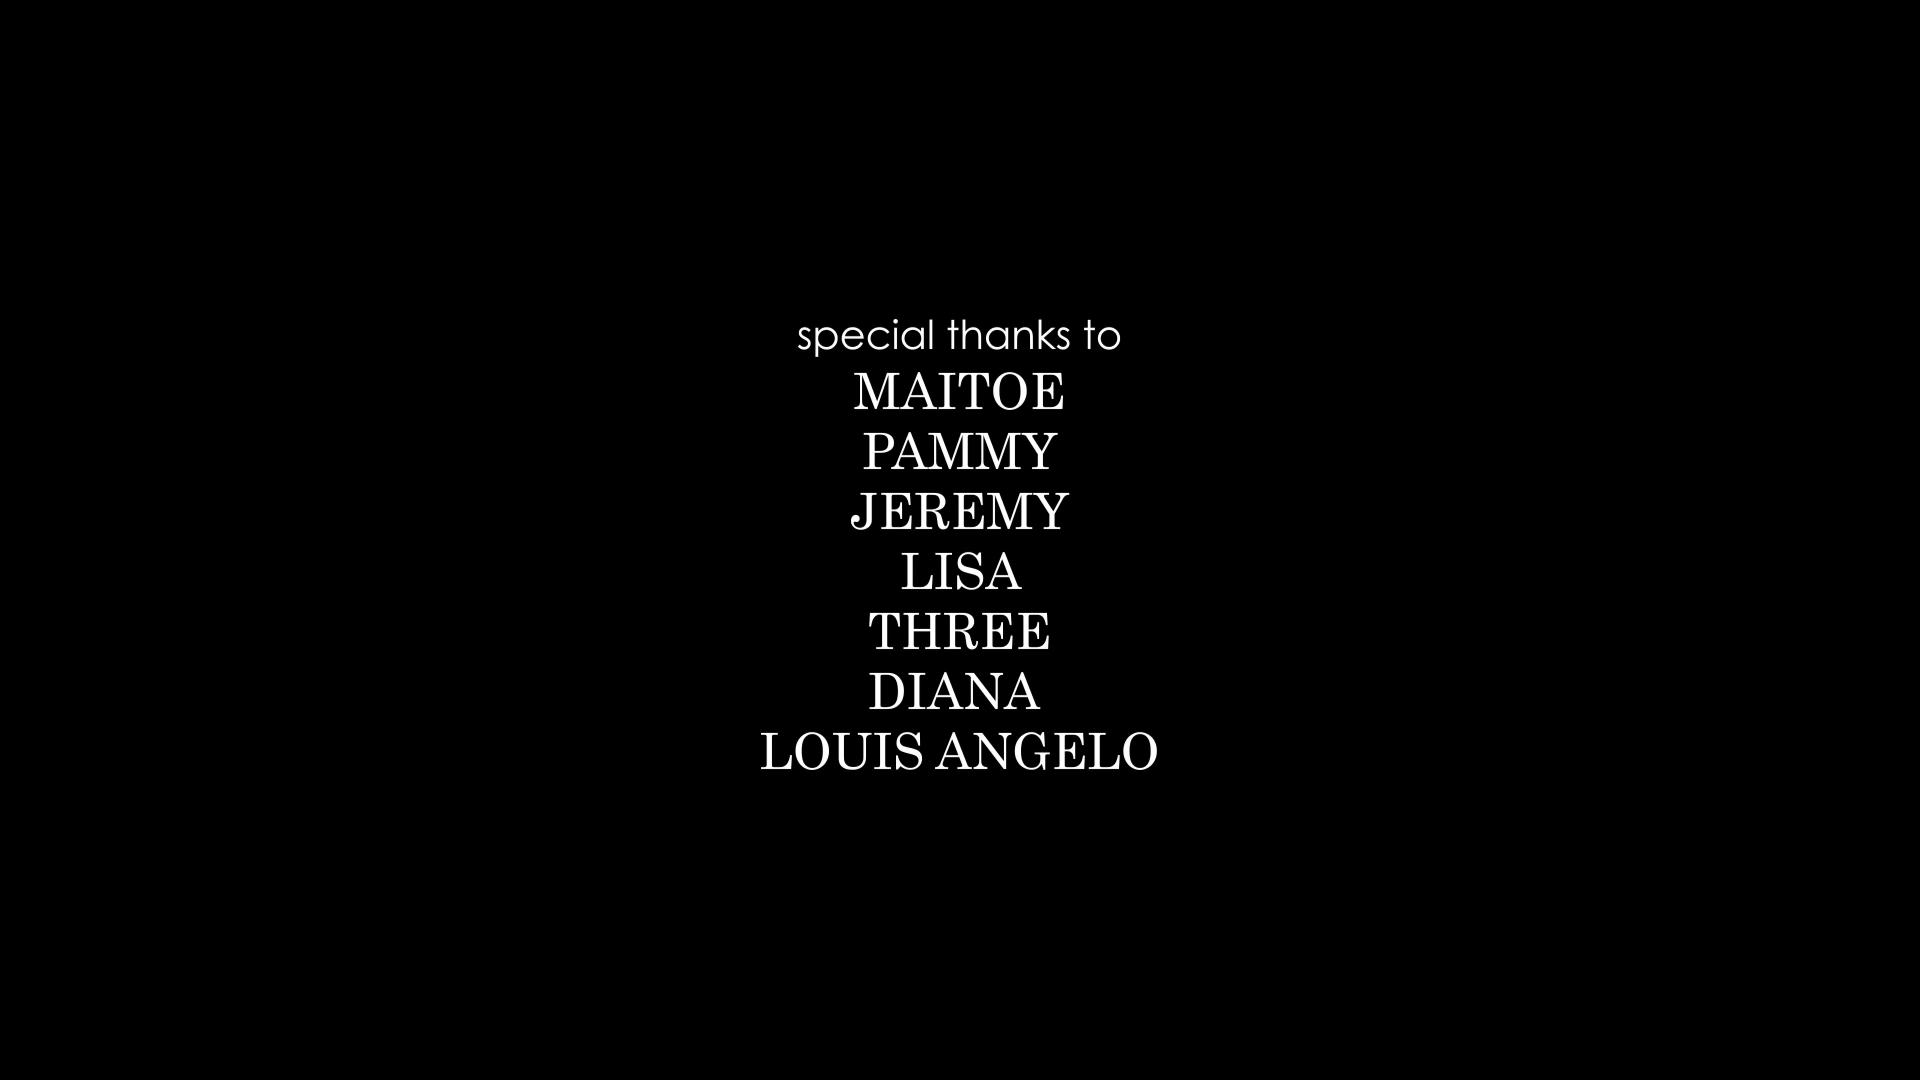 special thanks to
MAITOE
PAMMY
JEREMY
LISA
THREE
DIANA
LOUIS ANGELO